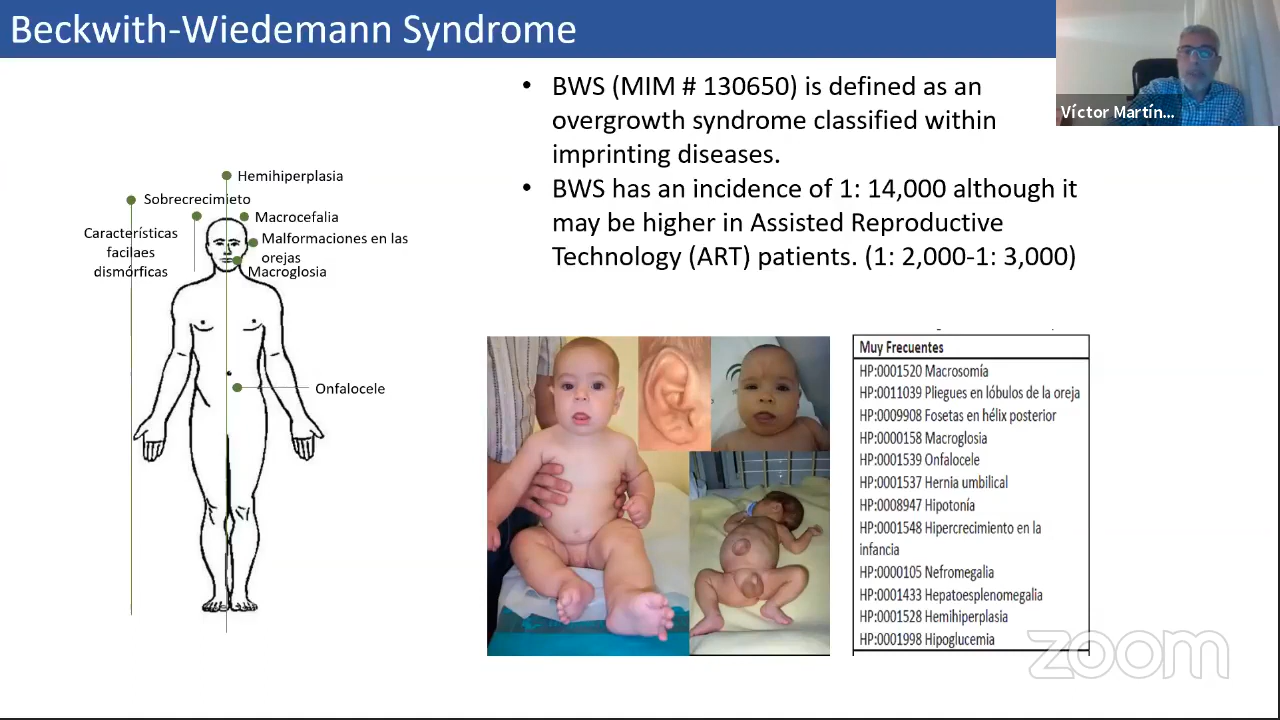 Beckwith-Wiedemann Syndrome
• BWS (MIM # 130650) is defined as an
overgrowth syndrome classified within
imprinting diseases.
• BWS has an incidence of 1: 14,000 although it
may be higher in Assisted Reproductive
Technology (ART) patients. (1: 2,000-1: 3,000)
Víctor Martín...
Hemihiperplasia
Sobrecrecimieto
Macrocefalia
Características
facilaes
dismórficas
Malformaciones en las
orejas
Macroglosia
Onfalocele
Muy Frecuentes
HP:0001520 Macrosomía
HP:0011039 Pliegues en lóbulos de la oreja
HP:0009908 Fosetas en hélix posterior
HP:0000158 Macroglosia
HP:0001539 Onfalocele
HP:0001537 Hernia umbilical
HP:0008947 Hipotonía
HP:0001548 Hipercrecimiento en la
infancia
HP:0000105 Nefromegalia
HP:0001433 Hepatoesplenomegalia
HP:0001528 Hemihiperplasia
HP:0001998 Hipoglucemia
zoom